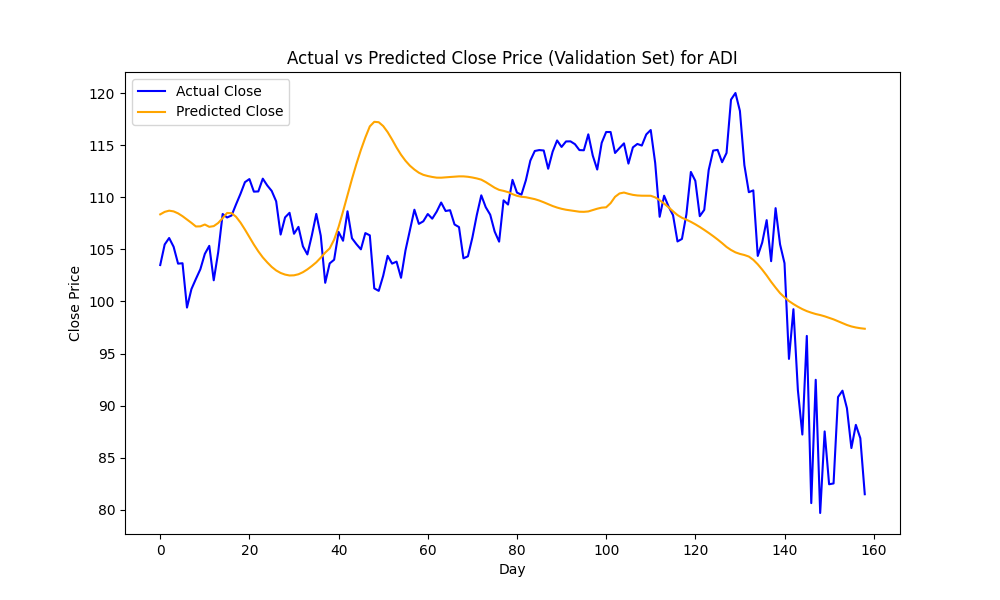 Actual vs Predicted Close Price (Validation Set) for ADI
Actual Close
Predicted Close
Close Price
120
115
110
105
100
95
90
85
80
0 20 40 60 80 100 120 140 160
Day